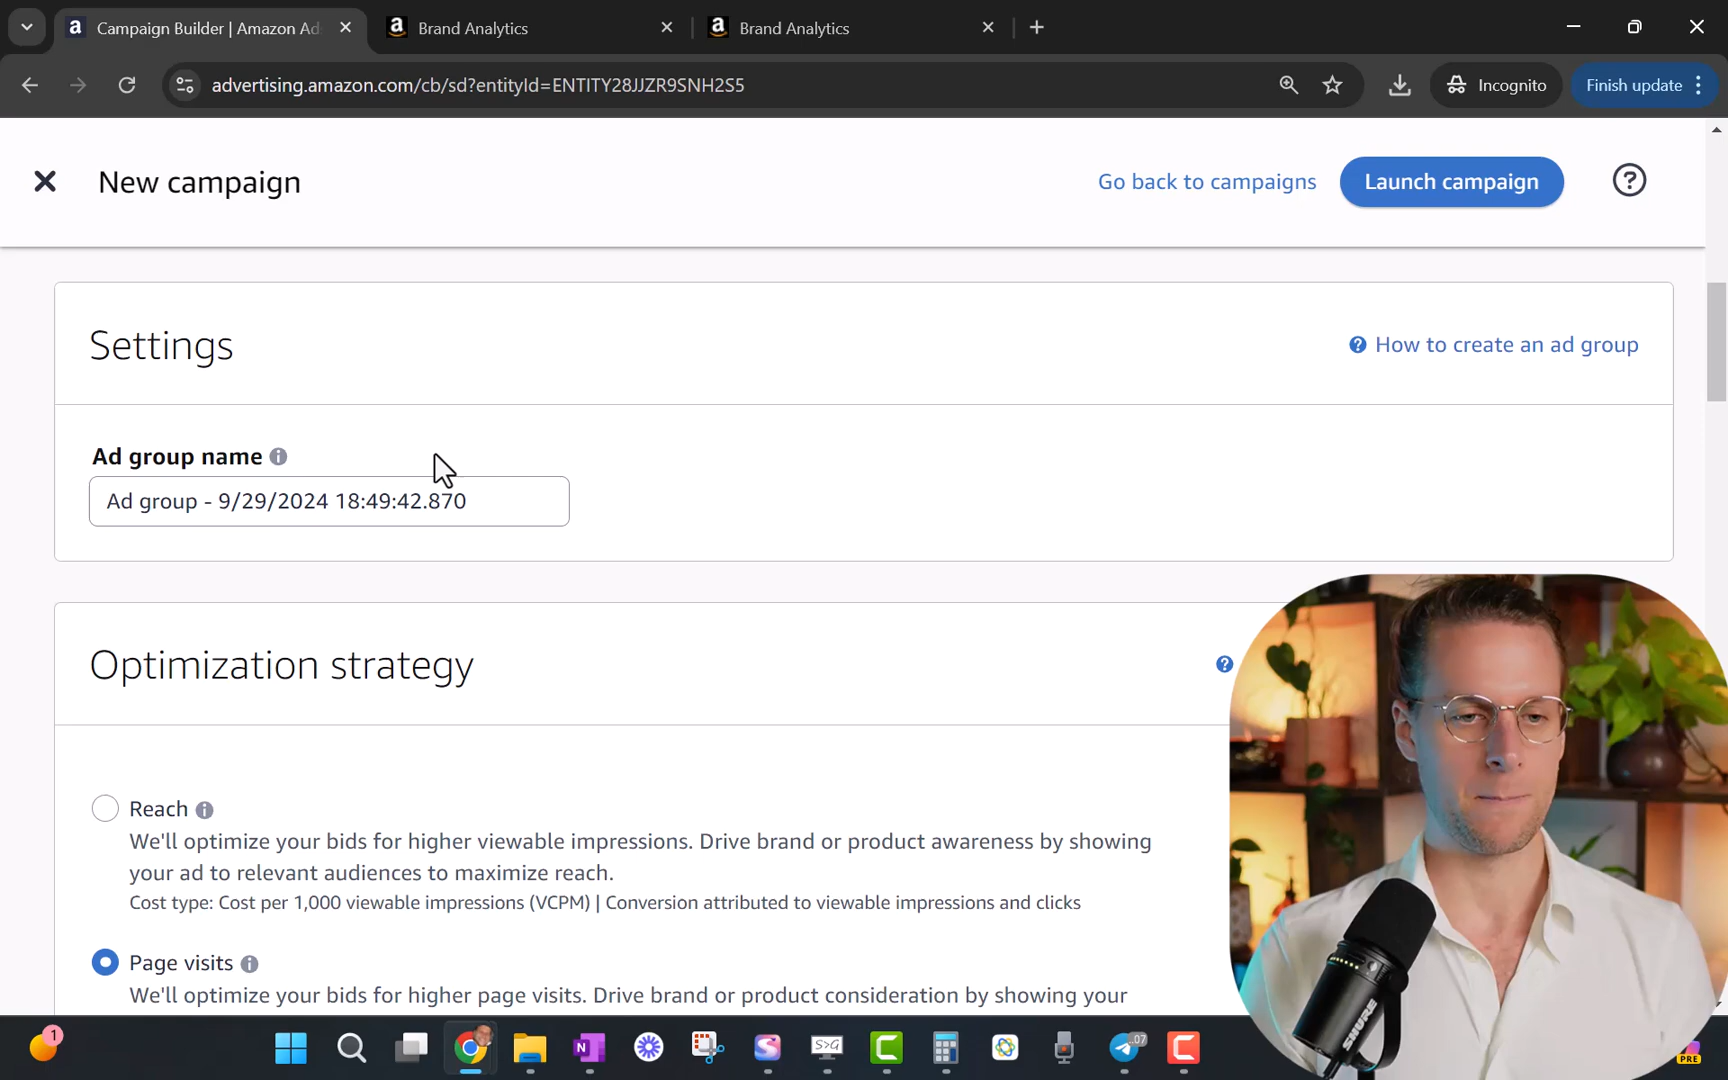 Campaign Builder | Amazon Ad
Brand Analytics
Brand Analytics
advertising.amazon.com/cb/sd?entityId=ENTITY28JJZR9SNH2S5
Incognito
Finish update
New campaign
Go back to campaigns
Launch campaign
Settings
How to create an ad group
Ad group name
Ad group - 9/29/2024 18:49:42.870
Optimization strategy
Reach
We'll optimize your bids for higher viewable impressions. Drive brand or product awareness by showing
your ad to relevant audiences to maximize reach.
Cost type: Cost per 1,000 viewable impressions (VCPM) | Conversion attributed to viewable impressions and clicks
Page visits
We'll optimize your bids for higher page visits. Drive brand or product consideration by showing your
SHURE
1
N
S>G
07
PRE